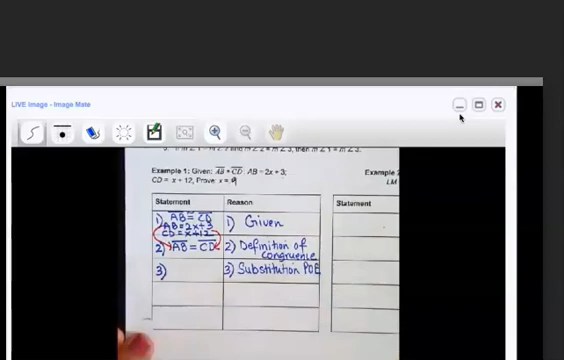 LIVE Image - Image Mate
Example 1: Given: AB ≅ CD: AB = 2x + 3;
CD = x + 12, Prove: x = 9
Example
LM
Statement Reason
Statement
1) AB ≅ CD
AB = 2x + 3
CD = x + 12
1) Given
2) AB = CD
2) Definition of
congruence
3)
3) Substitution POE